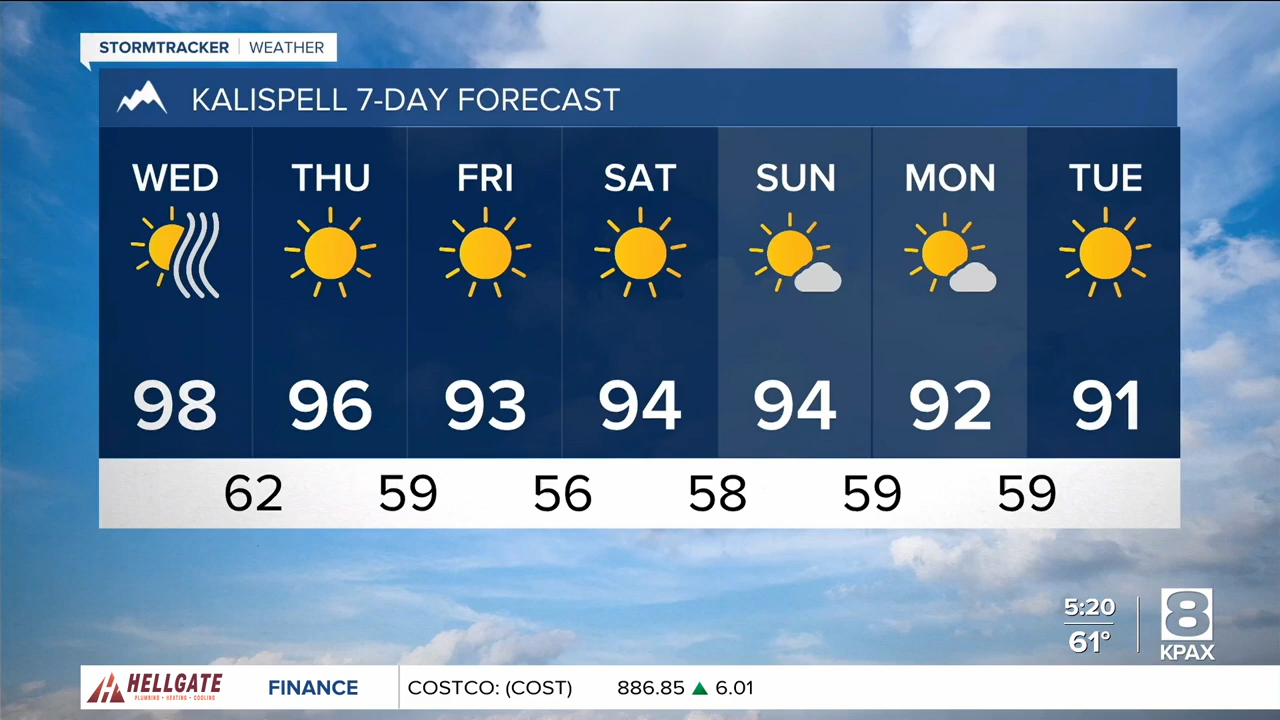 STORMTRACKER WEATHER
KALISPELL 7-DAY FORECAST
WED THU FRI SAT SUN MON TUE
98 96 93 94 94 92 91
62 59 56 58 59 59
5:20
61°
8
KPAX
HELLGATE
PLUMBING • HEATING • COOLING
FINANCE
COSTCO: (COST) 886.85 ▲ 6.01